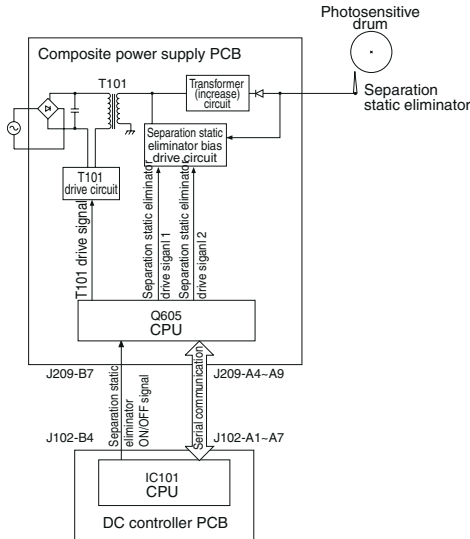 Photosensitive
drum
Composite power supply PCB
T101
Transformer
(increase)
circuit
Separation
static eliminator
Separation static
eliminator bias
drive circuit
T101
drive circuit
T101 drive signal
Separation static eliminator
drive siganl 1
Separation static eliminator
drive siganl 2
Q605
CPU
J209-B7
J209-A4~A9
Separation static
eliminator
ON/OFF signal
Serial communication
J102-B4
J102-A1~A7
IC101
CPU
DC controller PCB